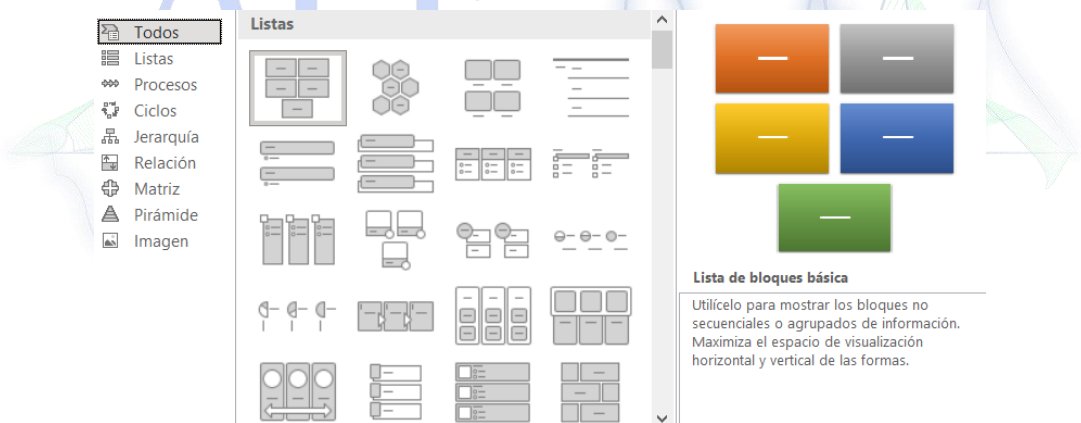 Todos
Listas
Procesos
Ciclos
Jerarquía
Relación
Matriz
Pirámide
Imagen
Listas
Lista de bloques básica
Utilícelo para mostrar los bloques no
secuenciales o agrupados de información.
Maximiza el espacio de visualización
horizontal y vertical de las formas.